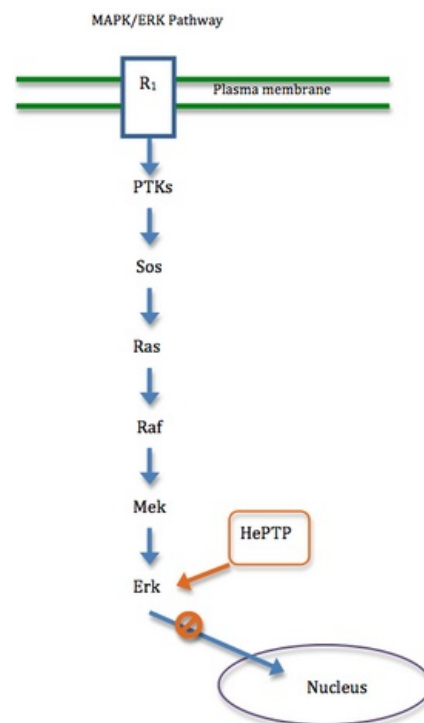 MAPK/ERK Pathway
R₁
Plasma membrane
PTKs
Sos
Ras
Raf
Mek
HePTP
Erk
Nucleus